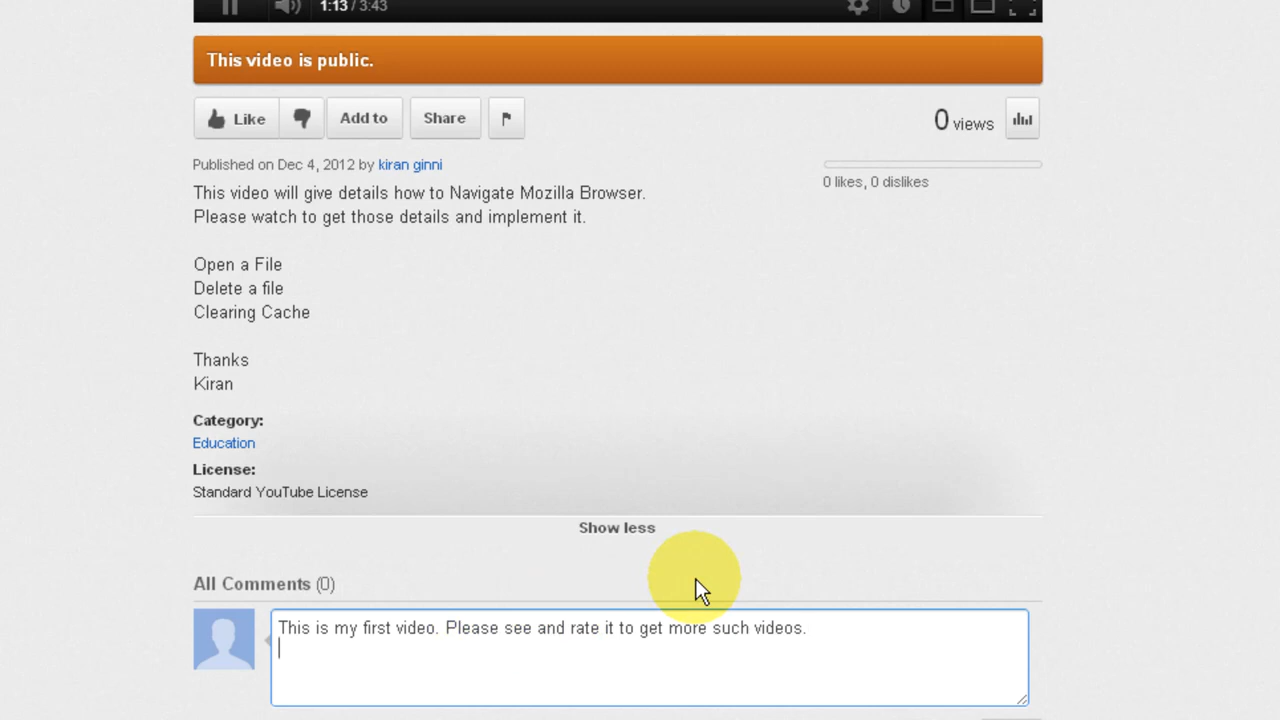 1:13 / 3:43
This video is public.
Like Add to Share 0 views
Published on Dec 4, 2012 by kiran ginni
0 likes, 0 dislikes
This video will give details how to Navigate Mozilla Browser.
Please watch to get those details and implement it.
Open a File
Delete a file
Clearing Cache
Thanks
Kiran
Category:
Education
License:
Standard YouTube License
Show less
All Comments (0)
This is my first video. Please see and rate it to get more such videos.